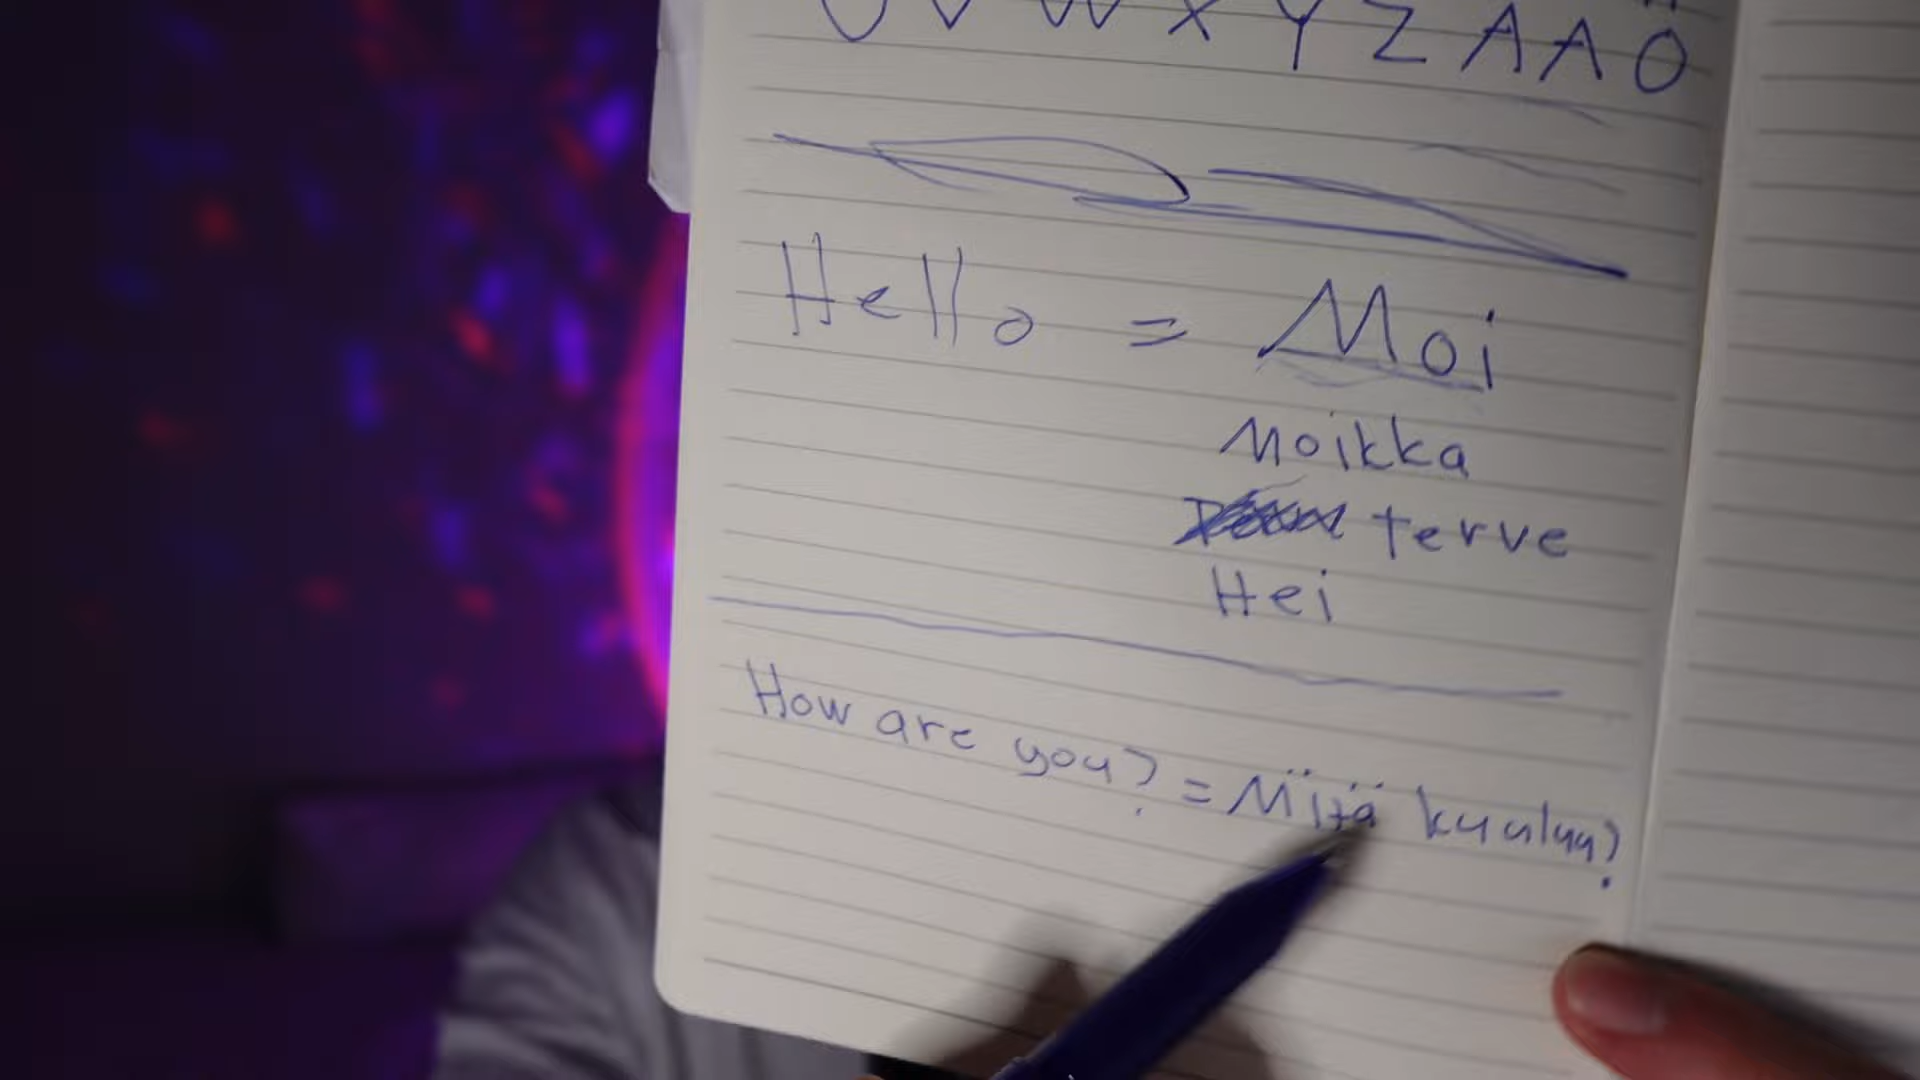 U V W X Y Z Å Ä Ö
Hello = Moi
Moikka
terve
Hei
How are you? = Mitä kuuluu?